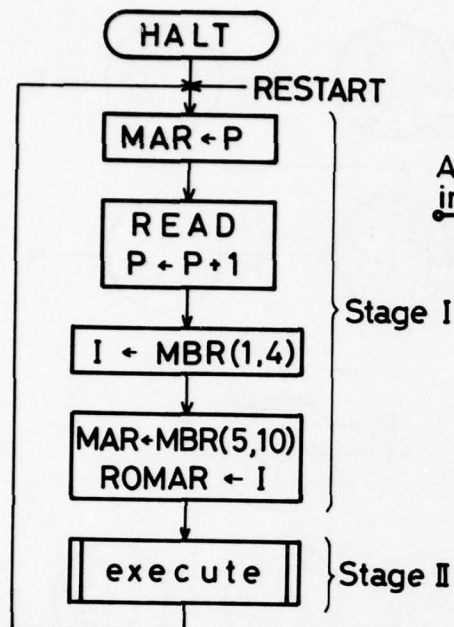 HALT
RESTART
MAR ← P
READ
P ← P+1
Stage I
I ← MBR(1,4)
MAR←MBR(5,10)
ROMAR ← I
execute
Stage II